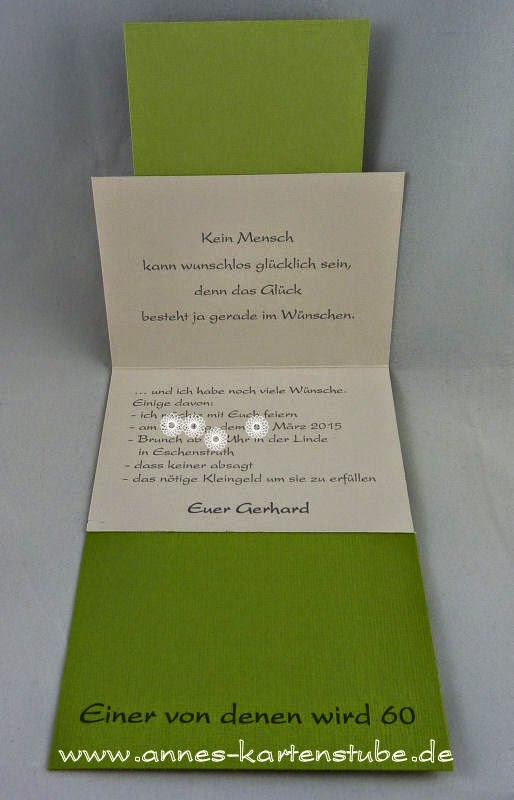 Kein Mensch
kann wunschlos glücklich sein,
denn das Glück
besteht ja gerade im Wünschen.
... und ich habe noch viele Wünsche.
Einige davon:
- ich möchte mit Euch feiern
- am dem März 2015
- Brunch ab Uhr in der Linde
in Eschenstruth
- dass keiner absagt
- das nötige Kleingeld um sie zu erfüllen
Euer Gerhard
Einer von denen wird 60
www.annes-kartenstube.de